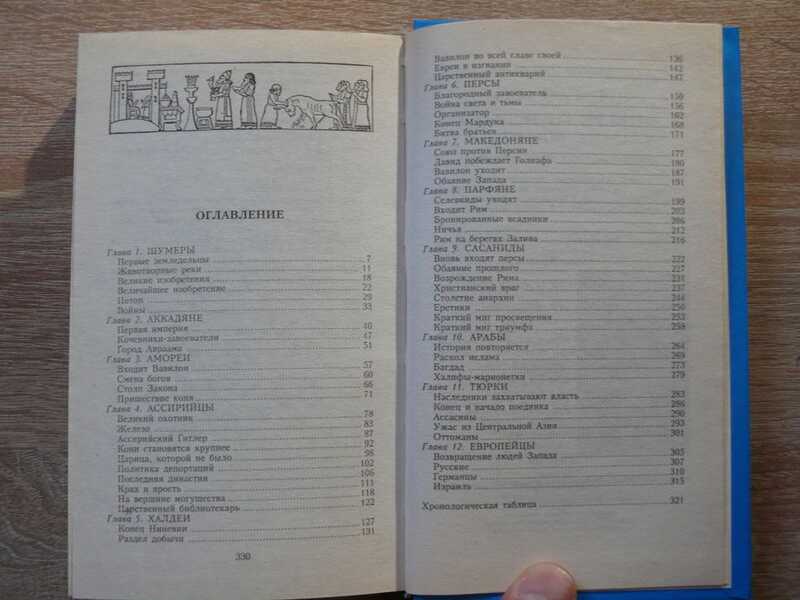 ОГЛАВЛЕНИЕ
Глава 1. ШУМЕРЫ
Первые земледельцы 7
Животворные реки 11
Великие изобретения 18
Величайшее изобретение 22
Потоп 29
Войны 33
Глава 2. АККАДЯНЕ
Первая империя 40
Кочевники-завоеватели 47
Город Авраама 51
Глава 3. АМОРЕИ
Входит Вавилон 57
Смена богов 60
Столп Закона 66
Пришествие коня 71
Глава 4. АССИРИЙЦЫ
Великий охотник 78
Железо 83
Ассирийский Гитлер 87
Кони становятся крупнее 92
Царица, которой не было 98
Политика депортаций 102
Последняя династия 106
Крах и ярость 111
На вершине могущества 118
Царственный библиотекарь 122
Глава 5. ХАЛДЕИ
Конец Ниневии 127
Раздел добычи 131
330
Вавилон во всей славе своей 136
Евреи в изгнании 142
Царственный антикварий 147
Глава 6. ПЕРСЫ
Благородный завоеватель 150
Война света и тьмы 156
Организатор 162
Конец Мардука 168
Битва братьев 171
Глава 7. МАКЕДОНЯНЕ
Союз против Персии 177
Давид побеждает Голиафа 180
Вавилон уходит 187
Обаяние Запада 191
Глава 8. ПАРФЯНЕ
Селевкиды уходят 199
Входит Рим 203
Бронированные всадники 206
Ничья 212
Рим на берегах Залива 216
Глава 9. САСАНИДЫ
Вновь входят персы 222
Обаяние прошлого 227
Возрождение Рима 231
Христианский враг 237
Столетие анархии 244
Еретики 250
Краткий миг просвещения 253
Краткий миг триумфа 258
Глава 10. АРАБЫ
История повторяется 264
Раскол ислама 269
Багдад 273
Халифы-марионетки 279
Глава 11. ТЮРКИ
Наследники захватывают власть 283
Конец и начало поединка 286
Ассасины 290
Ужас из Центральной Азии 293
Оттоманы 301
Глава 12. ЕВРОПЕЙЦЫ
Возвращение людей Запада 305
Русские 307
Германцы 310
Израиль 315
Хронологическая таблица 321